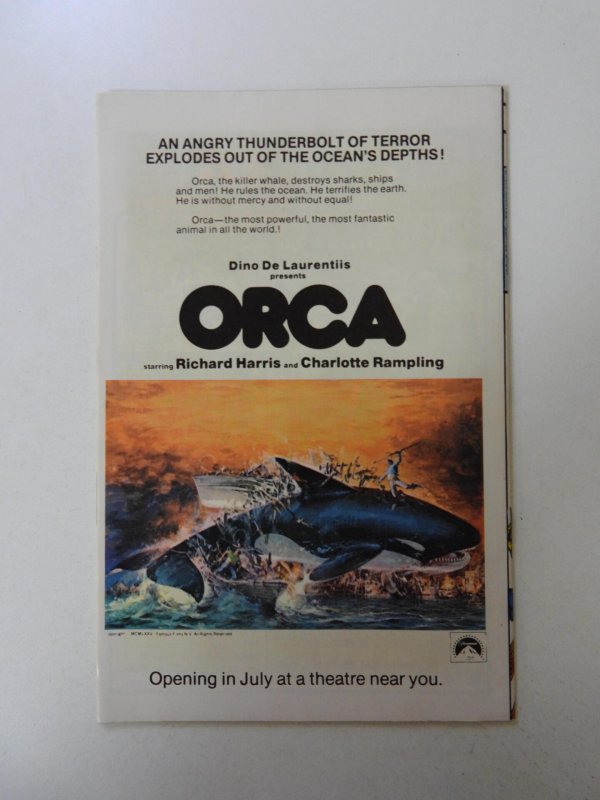 AN ANGRY THUNDERBOLT OF TERROR
EXPLODES OUT OF THE OCEAN'S DEPTHS!
Orca, the killer whale, destroys sharks, ships
and men! He rules the ocean. He terrifies the earth.
He is without mercy and without equal!
Orca—the most powerful, the most fantastic
animal in all the world.!
Dino De Laurentiis
presents
ORCA
starring Richard Harris and Charlotte Rampling
All Rights Reserved
Opening in July at a theatre near you.